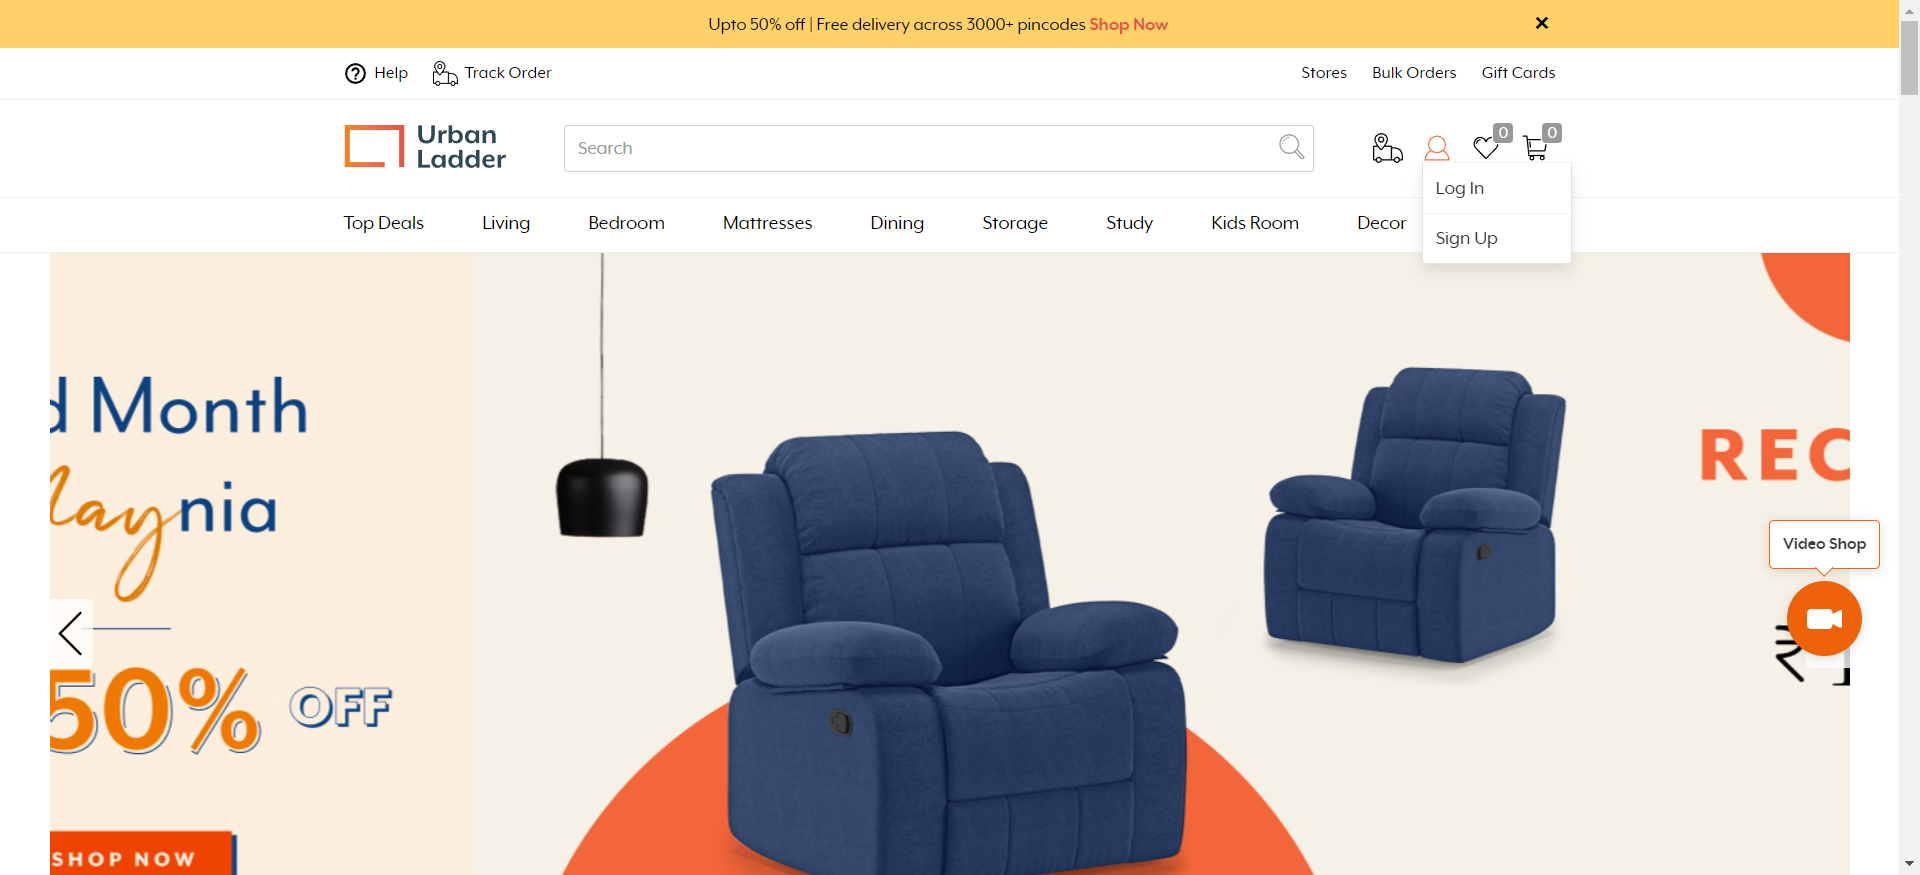 Upto 50% off | Free delivery across 3000+ pincodes Shop Now
Help
Track Order
Stores
Bulk Orders
Gift Cards
Urban
Ladder
Search
0
0
Log In
Sign Up
Top Deals
Living
Bedroom
Mattresses
Dining
Storage
Study
Kids Room
Decor
d Month
aynia
50% OFF
SHOP NOW
REC
Video Shop
₹